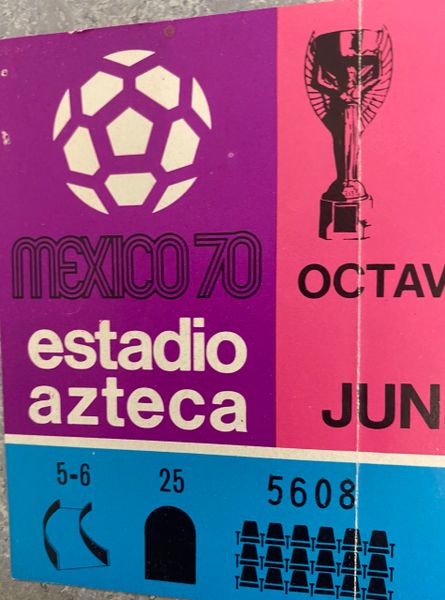 MEXICO 70
OCTAV
estadio
azteca
JUN
5-6
25
5608